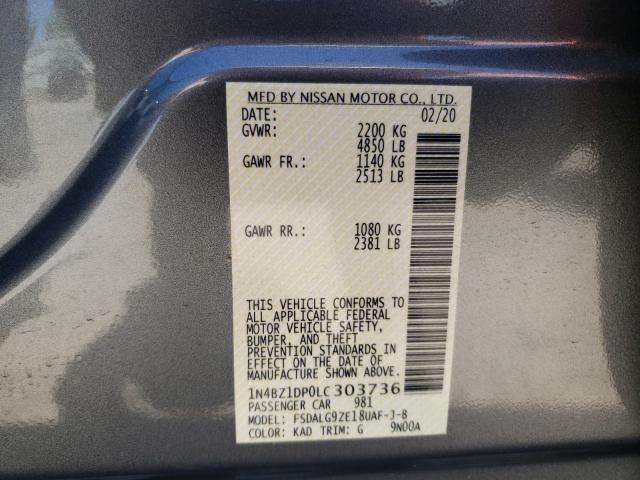 MFD BY NISSAN MOTOR CO., LTD.
DATE: 02/20
GVWR: 2200 KG
4850 LB
GAWR FR.: 1140 KG
2513 LB
GAWR RR.: 1080 KG
2381 LB
THIS VEHICLE CONFORMS TO
ALL APPLICABLE FEDERAL
MOTOR VEHICLE SAFETY,
BUMPER, AND THEFT
PREVENTION STANDARDS IN
EFFECT ON THE DATE OF
MANUFACTURE SHOWN ABOVE.
1N4BZ1DP0LC303736
PASSENGER CAR 981
MODEL: FSDALG9ZE18UAF-J-B
COLOR: KAD TRIM: G 9N00A